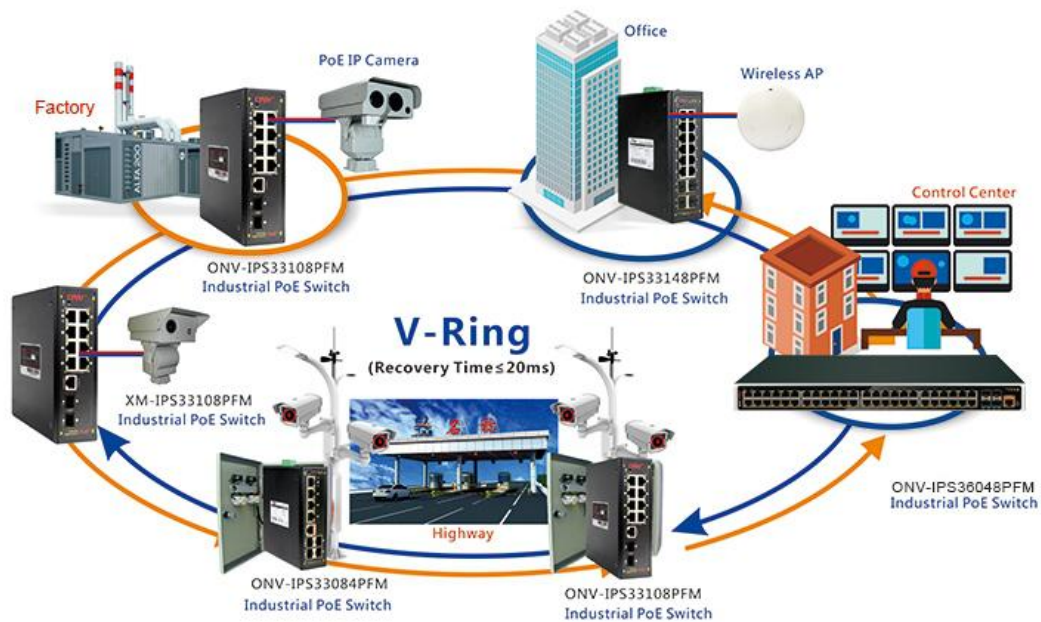 Office
PoE IP Camera
Wireless AP
Factory
ALFA 200
Control Center
ONV-IPS33108PFM
Industrial PoE Switch
ONV-IPS33148PFM
Industrial PoE Switch
V-Ring
(Recovery Time≤20ms)
XM-IPS33108PFM
Industrial PoE Switch
ONV-IPS36048PFM
Industrial PoE Switch
Highway
ONV-IPS33084PFM
Industrial PoE Switch
ONV-IPS33108PFM
Industrial PoE Switch